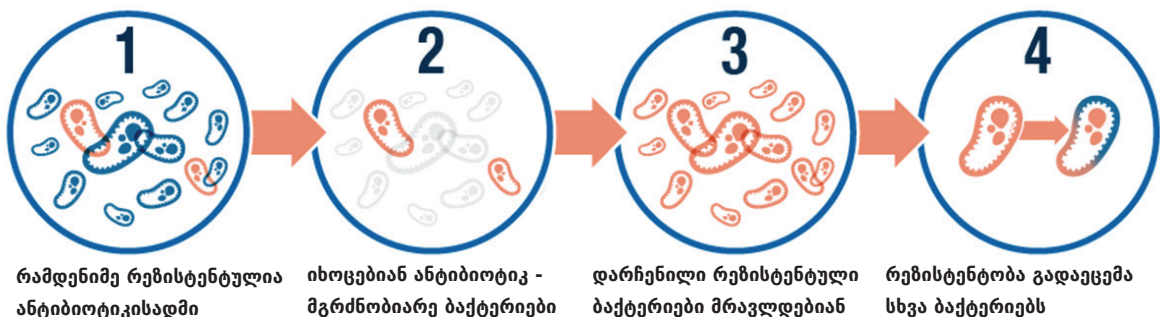 1
2
3
4
რამდენიმე რეზისტენტულია
ანტიბიოტიკისადმი
იხოცებიან ანტიბიოტიკ -
მგრძნობიარე ბაქტერიები
დარჩენილი რეზისტენტული
ბაქტერიები მრავლდებიან
რეზისტენტობა გადაეცემა
სხვა ბაქტერიებს